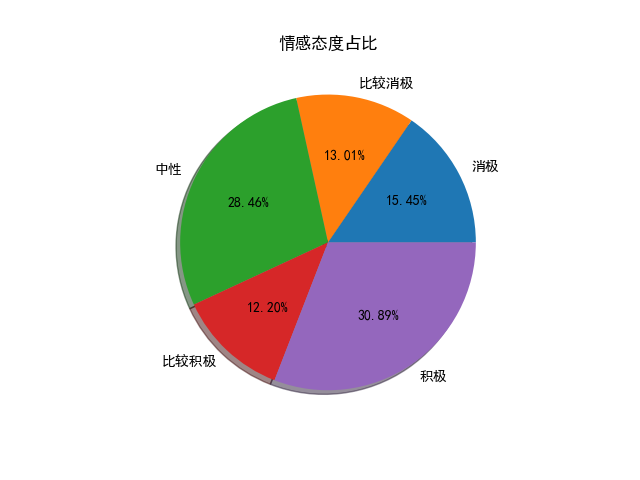 情感态度占比
比较消极
13.01%
消极
15.45%
中性
28.46%
12.20%
比较积极
30.89%
积极